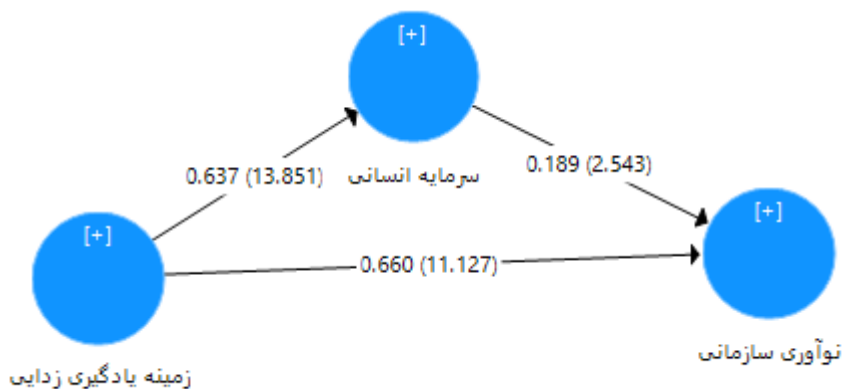 [+]
0.637 (13.851)
سرمایه انسانی
0.189 (2.543)
[+]
[+]
0.660 (11.127)
نوآوری سازمانی
زمینه یادگیری زدایی